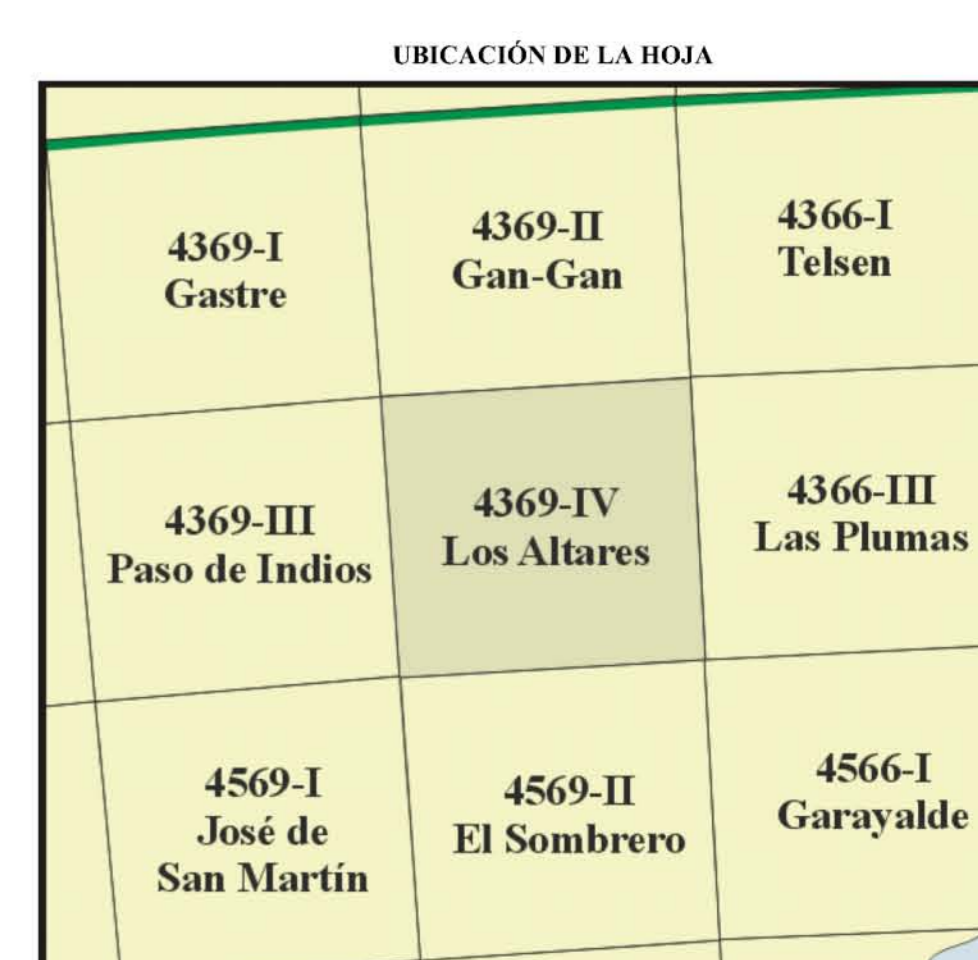 UBICACIÓN DE LA HOJA
4369-I
Gastre
4369-II
Gan-Gan
4366-I
Telsen
4369-III
Paso de Indios
4369-IV
Los Altares
4366-III
Las Plumas
4569-I
José de
San Martín
4569-II
El Sombrero
4566-I
Garayalde